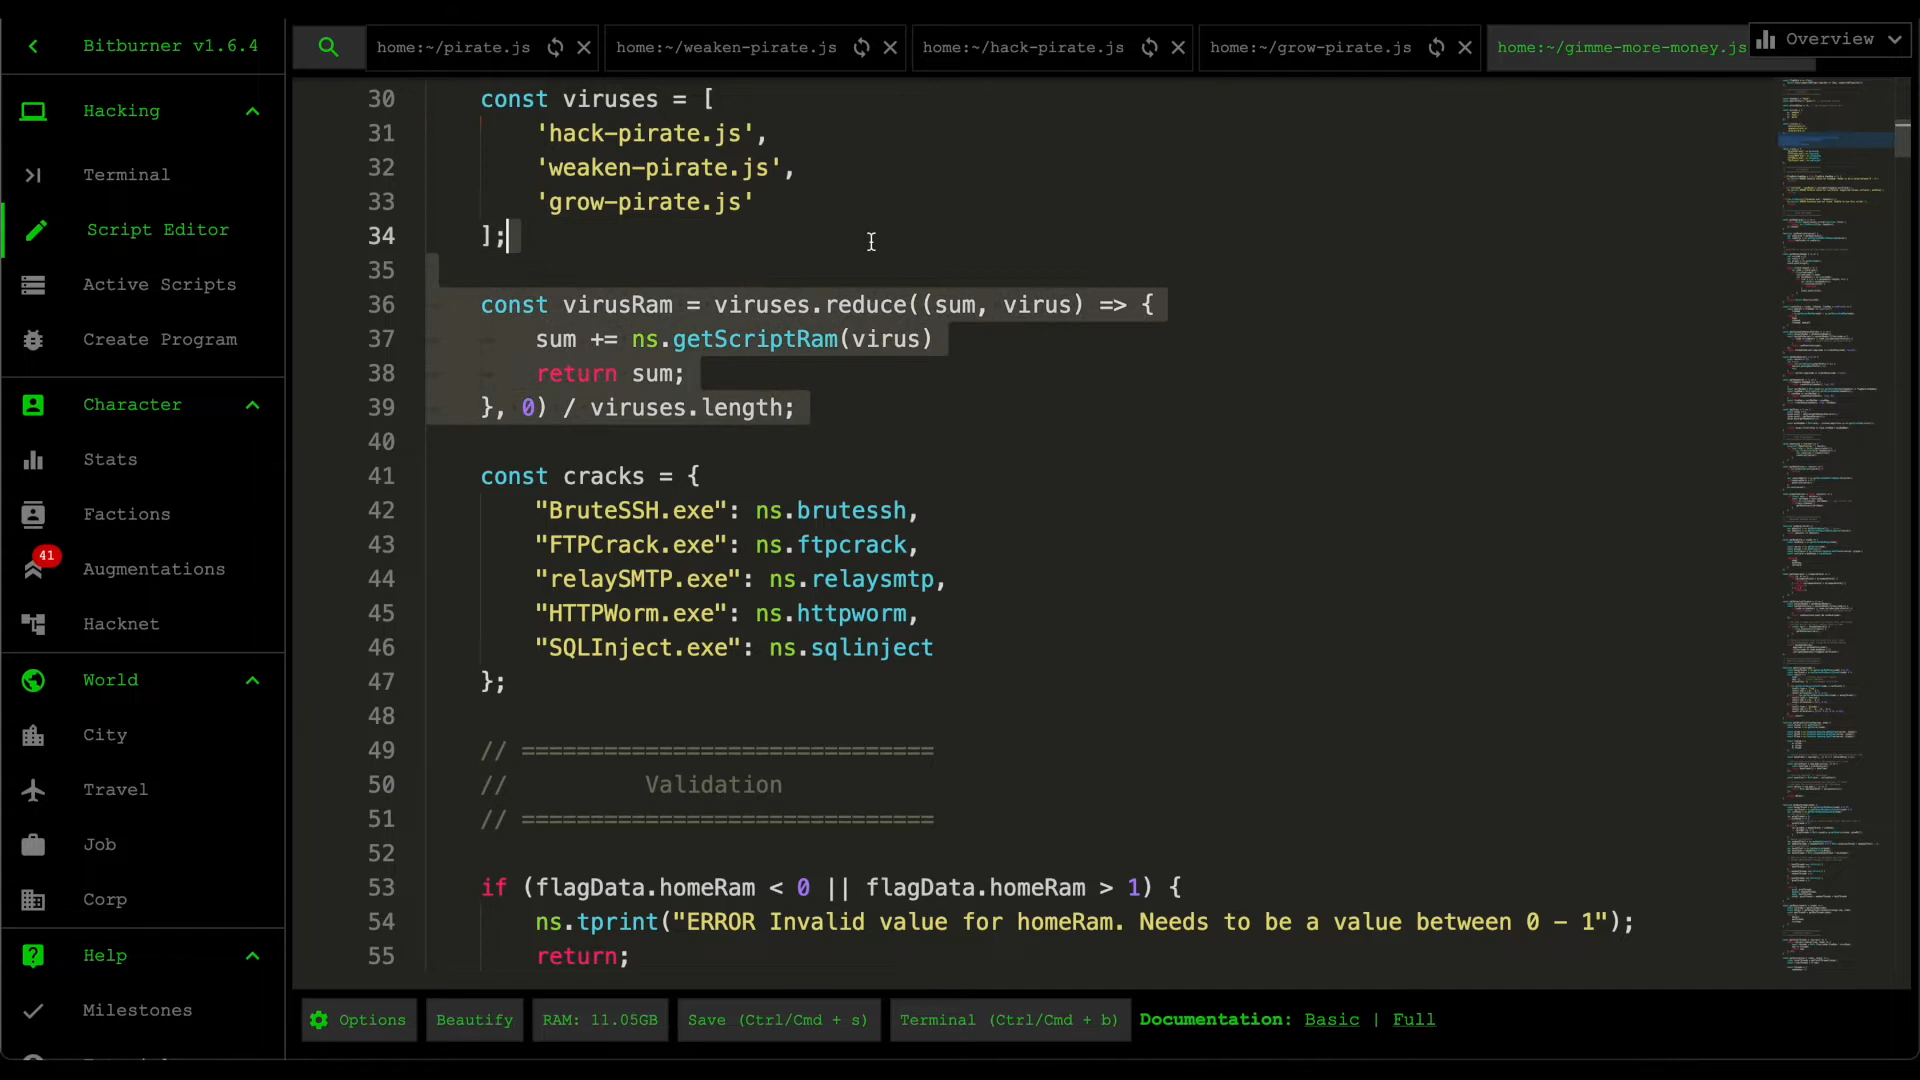 Bitburner v1.6.4
Hacking
Terminal
Script Editor
Active Scripts
Create Program
Character
Stats
Factions
41
Augmentations
Hacknet
World
City
Travel
Job
Corp
Help
Milestones
home:~/pirate.js
home:~/weaken-pirate.js
home:~/hack-pirate.js
home:~/grow-pirate.js
home:~/gimme-more-money.js
Overview
30 const viruses = [
31 'hack-pirate.js',
32 'weaken-pirate.js',
33 'grow-pirate.js'
34 ];
35
36 const virusRam = viruses.reduce((sum, virus) => {
37 sum += ns.getScriptRam(virus)
38 return sum;
39 }, 0) / viruses.length;
40
41 const cracks = {
42 "BruteSSH.exe": ns.brutessh,
43 "FTPCrack.exe": ns.ftpcrack,
44 "relaySMTP.exe": ns.relaysmtp,
45 "HTTPWorm.exe": ns.httpworm,
46 "SQLInject.exe": ns.sqlinject
47 };
48
49 // ==============================
50 // Validation
51 // ==============================
52
53 if (flagData.homeRam < 0 || flagData.homeRam > 1) {
54 ns.tprint("ERROR Invalid value for homeRam. Needs to be a value between 0 - 1");
55 return;
Options
Beautify
RAM: 11.05GB
Save (Ctrl/Cmd + s)
Terminal (Ctrl/Cmd + b)
Documentation: Basic | Full